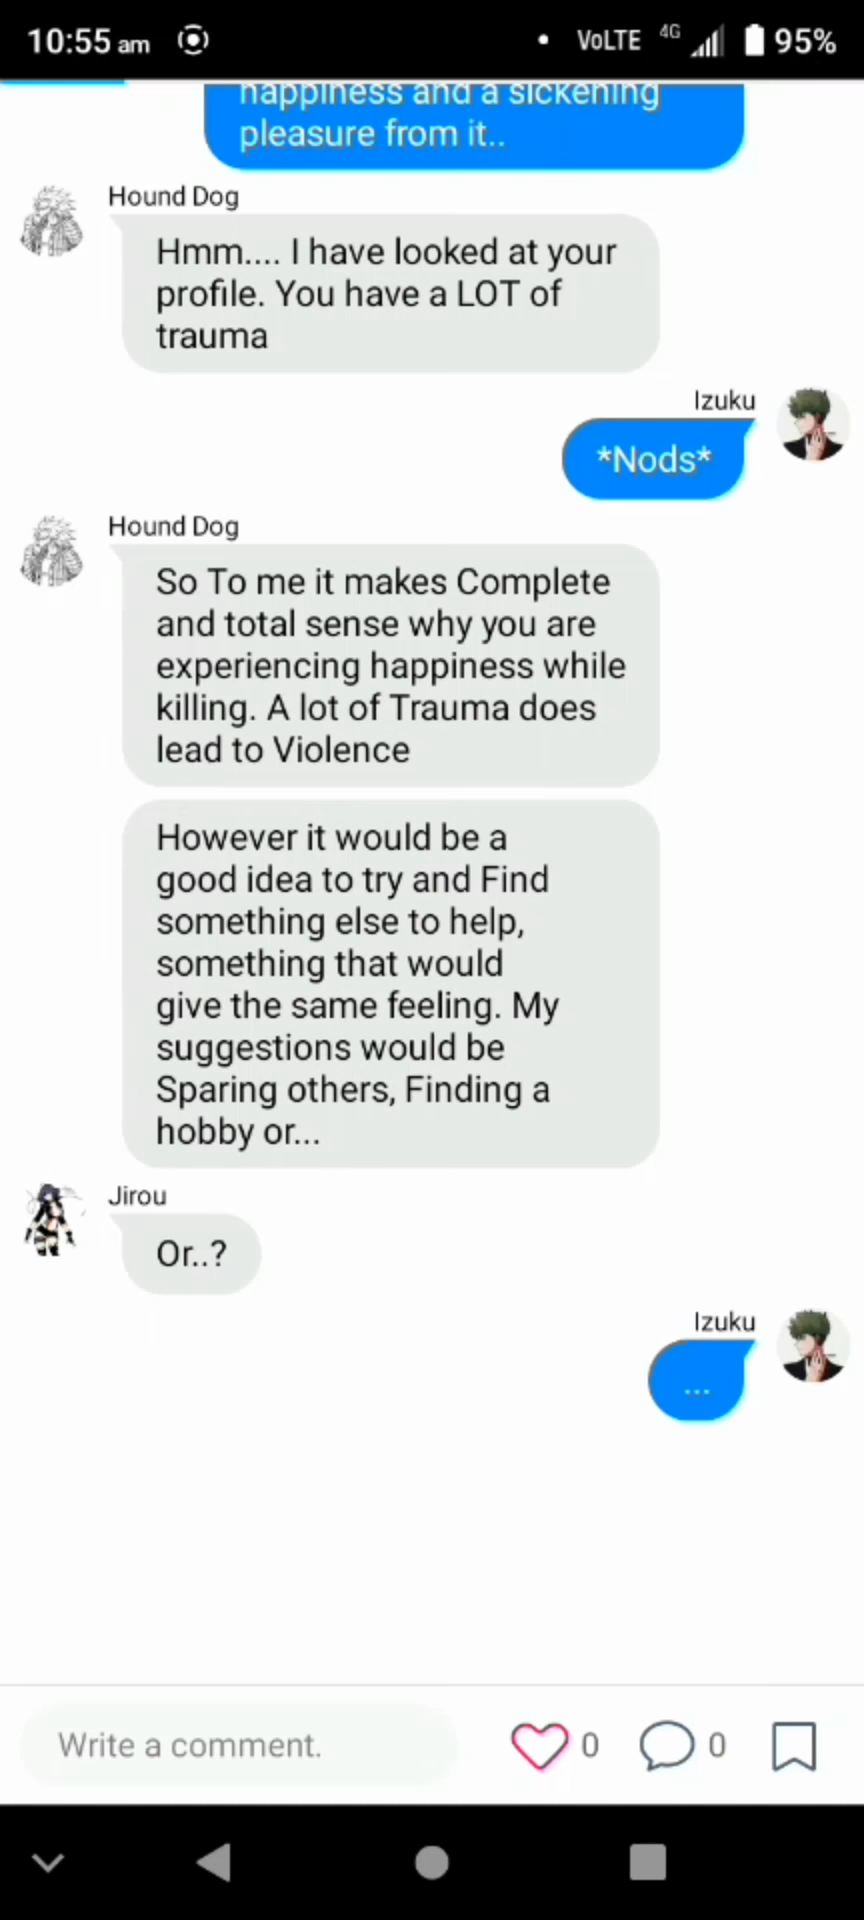 10:55 am
VoLTE 4G 95%
happiness and a sickening
pleasure from it..
Hound Dog
Hmm.... I have looked at your
profile. You have a LOT of
trauma
Izuku
*Nods*
Hound Dog
So To me it makes Complete
and total sense why you are
experiencing happiness while
killing. A lot of Trauma does
lead to Violence
However it would be a
good idea to try and Find
something else to help,
something that would
give the same feeling. My
suggestions would be
Sparing others, Finding a
hobby or...
Jirou
Or..?
Izuku
...
Write a comment.
0
0